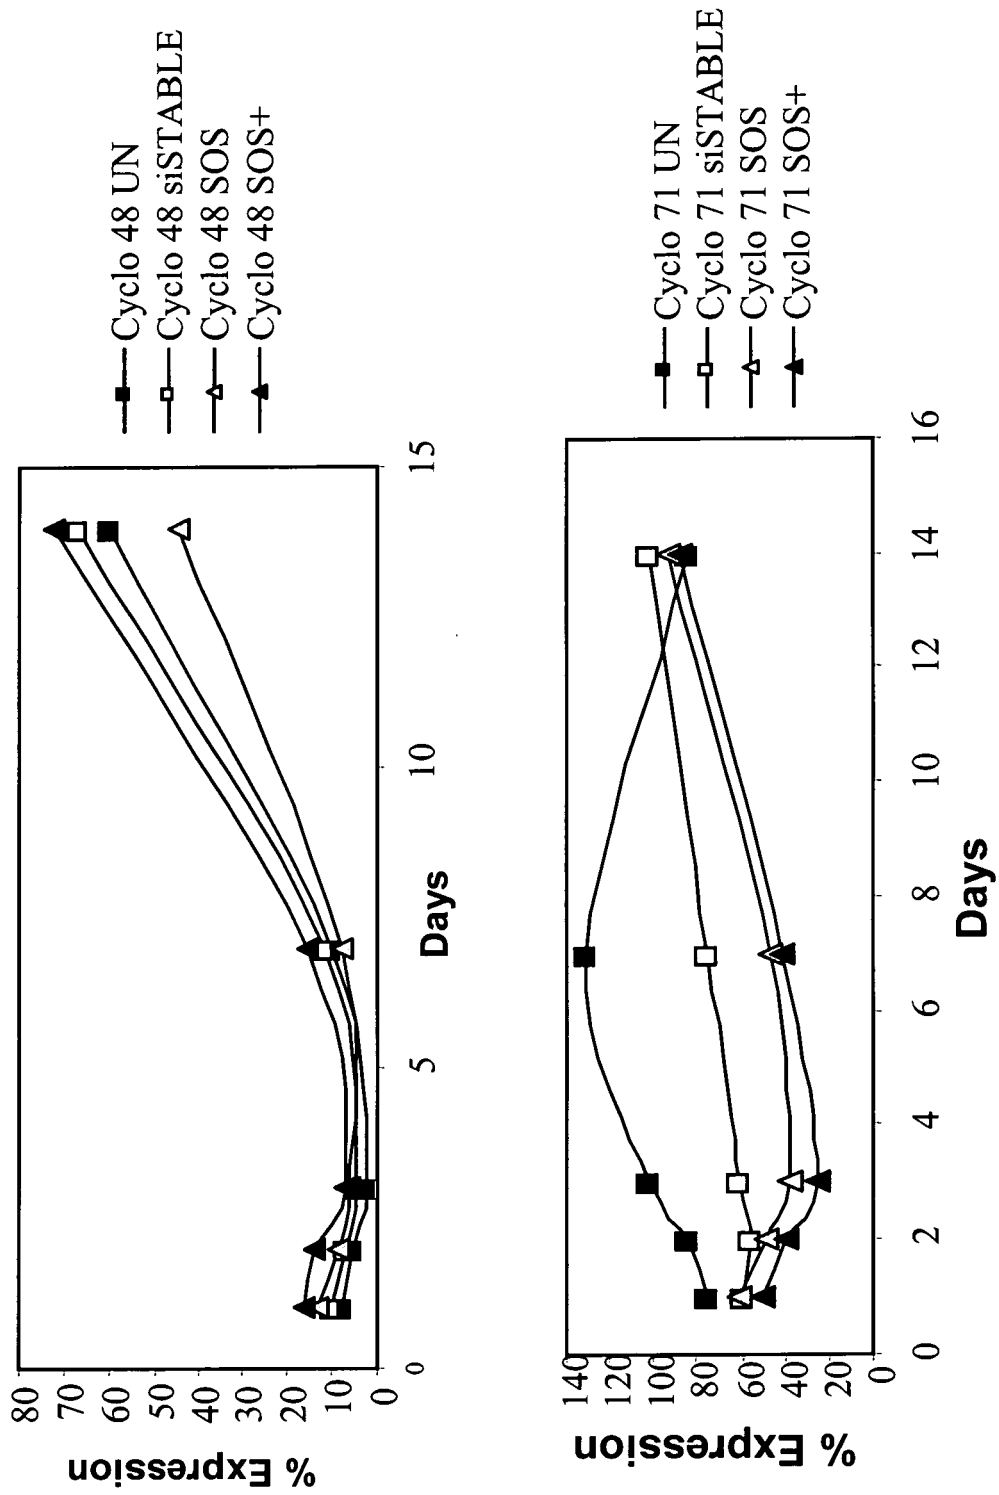 % Expression
80
70
60
50
40
30
20
10
0
0
5
10
15
Days
Cyclo 48 UN
Cyclo 48 siSTABLE
Cyclo 48 SOS
Cyclo 48 SOS+
% Expression
140
120
100
80
60
40
20
0
0
2
4
6
8
10
12
14
16
Days
Cyclo 71 UN
Cyclo 71 siSTABLE
Cyclo 71 SOS
Cyclo 71 SOS+